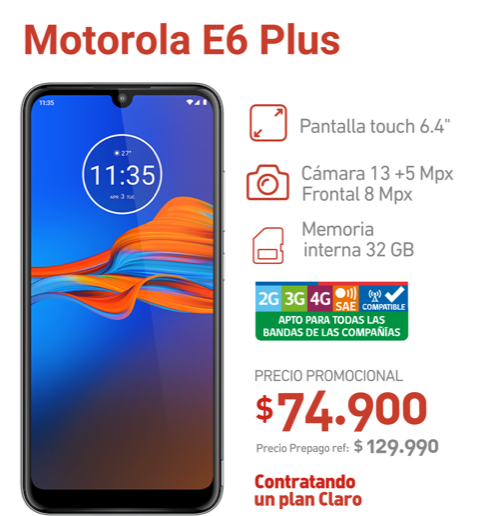 Motorola E6 Plus
11:35
27°
11:35
APR 3 TUE
Pantalla touch 6.4"
Cámara 13 +5 Mpx
Frontal 8 Mpx
Memoria
interna 32 GB
2G 3G 4G SAE COMPATIBLE
APTO PARA TODAS LAS
BANDAS DE LAS COMPAÑÍAS
PRECIO PROMOCIONAL
$74.900
Precio Prepago ref: $129.990
Contratando
un plan Claro